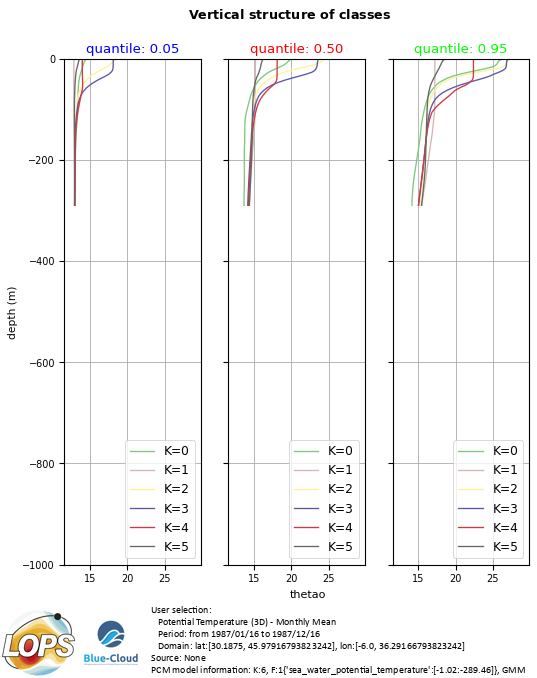 Vertical structure of classes
quantile: 0.05 quantile: 0.50 quantile: 0.95
0
−200
−400
−600
−800
−1000
depth (m)
K=0 K=0 K=0
K=1 K=1 K=1
K=2 K=2 K=2
K=3 K=3 K=3
K=4 K=4 K=4
K=5 K=5 K=5
15 20 25 15 20 25 15 20 25
thetao
LOPS
Blue-Cloud
User selection:
Potential Temperature (3D) - Monthly Mean
Period: from 1987/01/16 to 1987/12/16
Domain: lat:[30.1875, 45.97916793823242], lon:[-6.0, 36.29166793823242]
Source: None
PCM model information: K:6, F:1{'sea_water_potential_temperature':[-1.02:-289.46]}, GMM